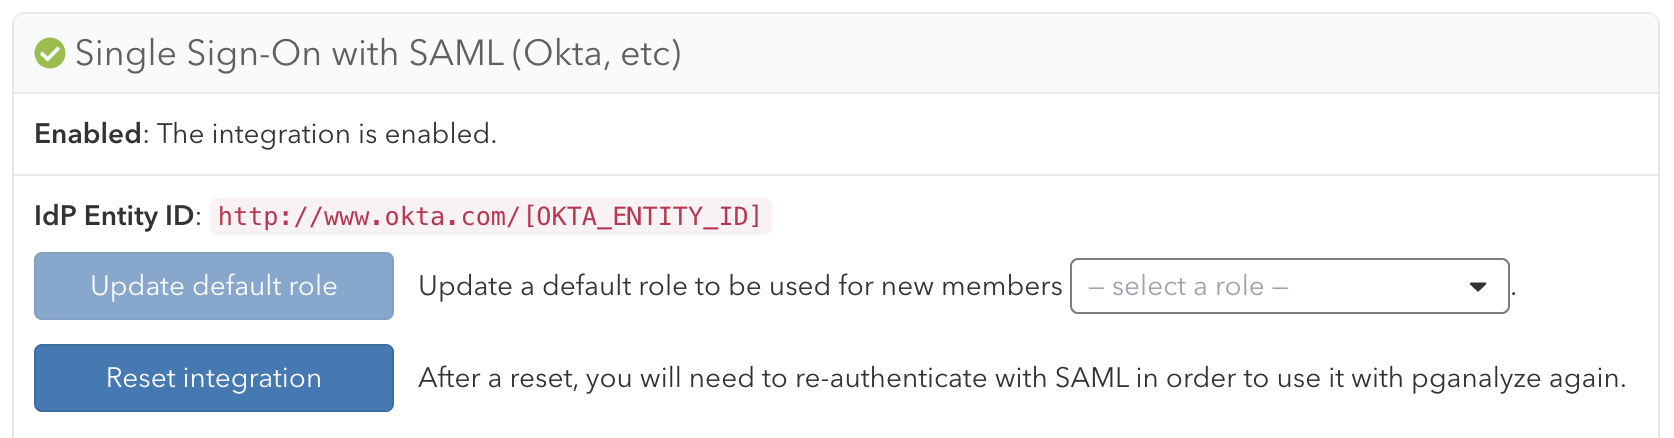 Single Sign-On with SAML (Okta, etc)
Enabled: The integration is enabled.
IdP Entity ID: http://www.okta.com/[OKTA_ENTITY_ID]
Update default role Update a default role to be used for new members – select a role – .
Reset integration After a reset, you will need to re-authenticate with SAML in order to use it with pganalyze again.